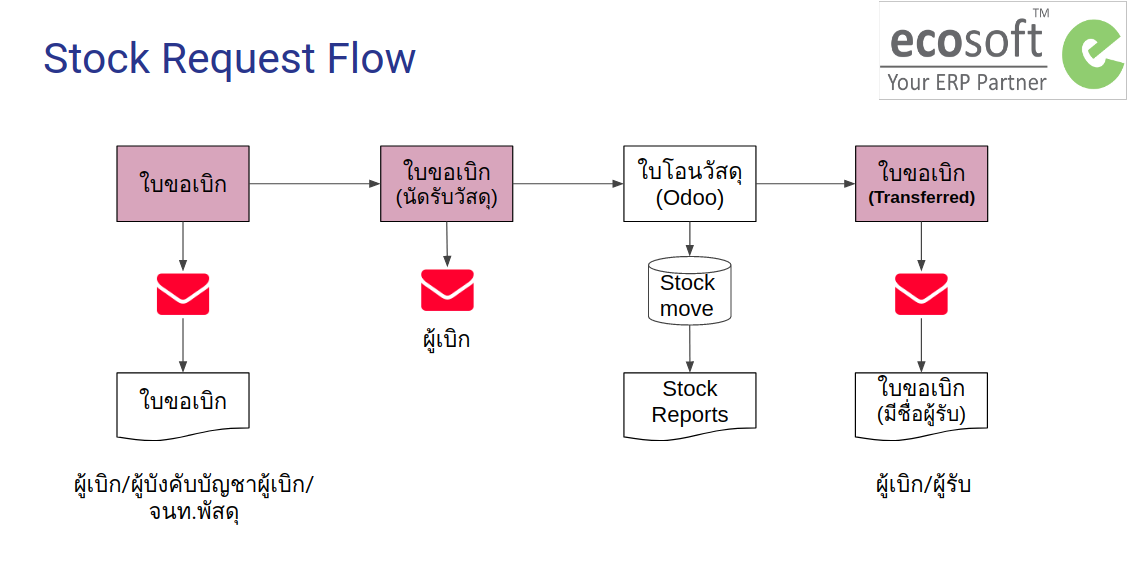 Stock Request Flow
ecosoft™
Your ERP Partner
ใบขอเบิก
ใบขอเบิก
(นัดรับวัสดุ)
ใบโอนวัสดุ
(Odoo)
ใบขอเบิก
(Transferred)
Stock
move
ผู้เบิก
ใบขอเบิก
Stock
Reports
ใบขอเบิก
(มีชื่อผู้รับ)
ผู้เบิก/ผู้บังคับบัญชาผู้เบิก/
จนท.พัสดุ
ผู้เบิก/ผู้รับ